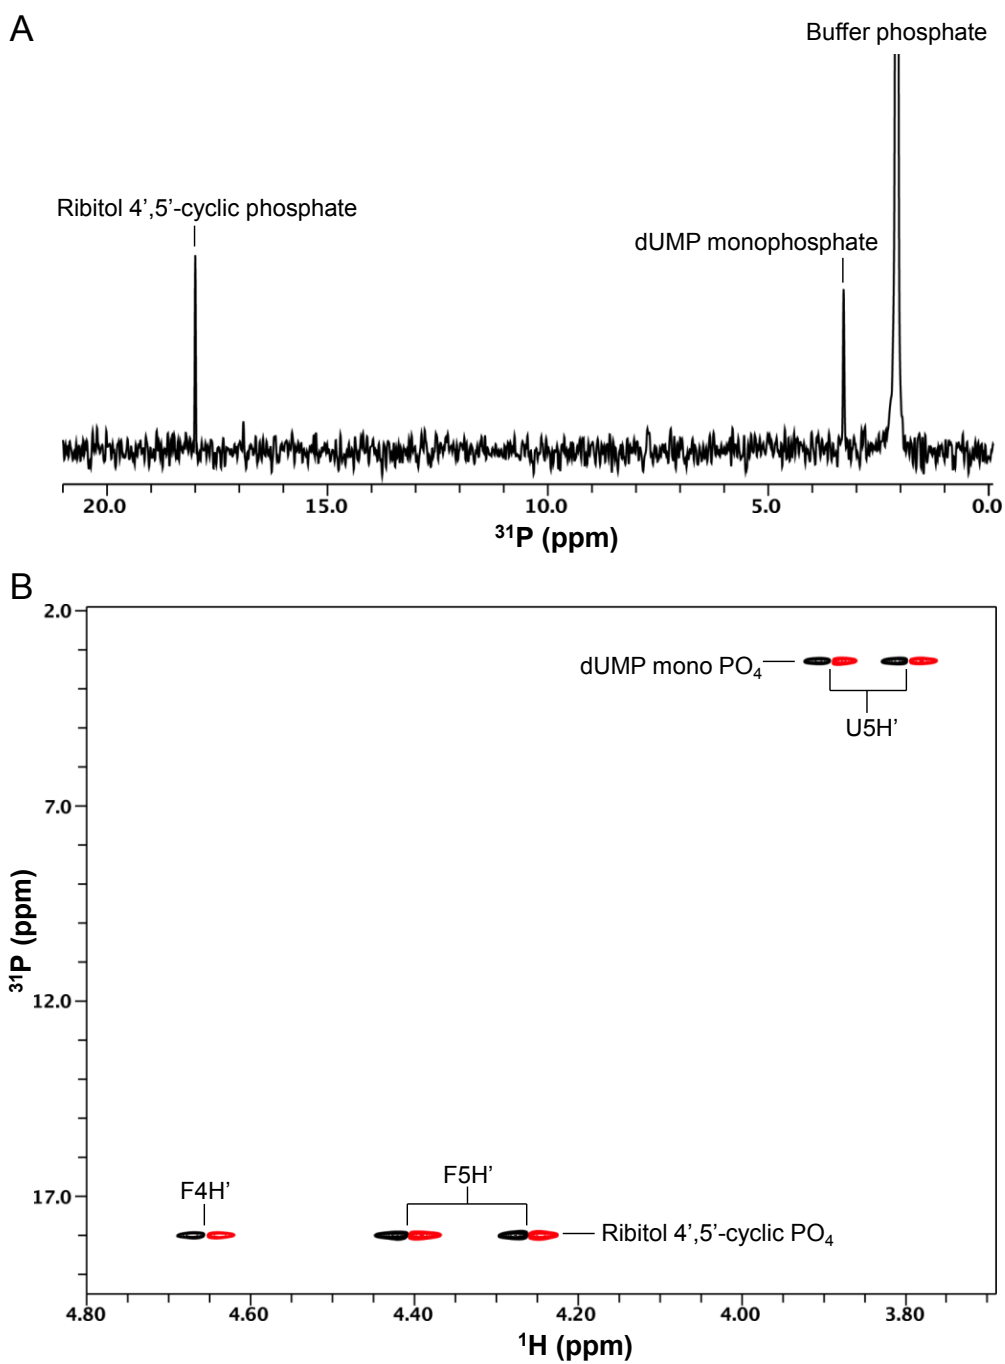 A
Buffer phosphate
Ribitol 4’,5’-cyclic phosphate
dUMP monophosphate
20.0 15.0 10.0 5.0 0.0
³¹P (ppm)
B
2.0
dUMP mono PO₄
U5H’
7.0
³¹P (ppm)
12.0
17.0
F4H’
F5H’
Ribitol 4’,5’-cyclic PO₄
4.80 4.60 4.40 4.20 4.00 3.80
¹H (ppm)